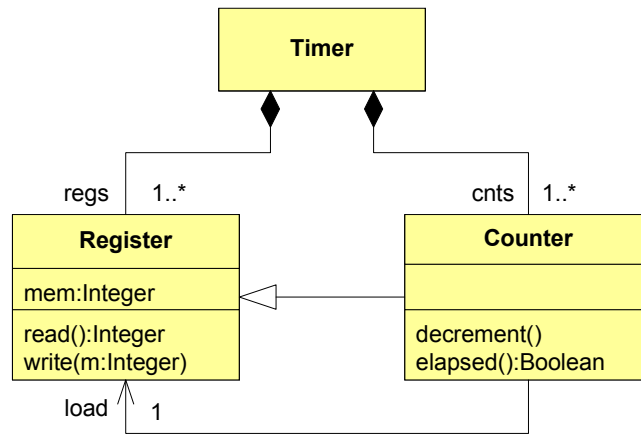 Timer
regs
1..*
cnts
1..*
Register
mem:Integer
read():Integer
write(m:Integer)
Counter
decrement()
elapsed():Boolean
load
1